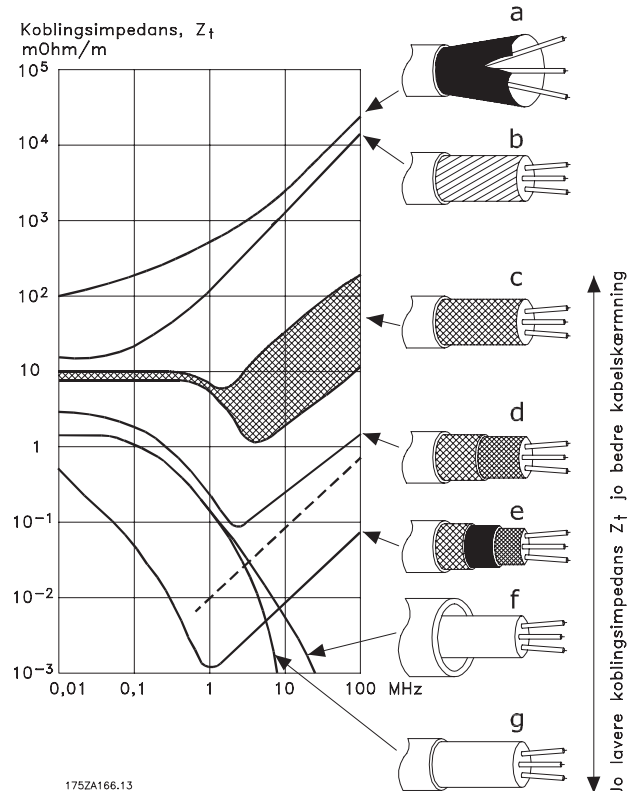 Koblingsimpedans, Zt
mOhm/m
a
10⁵
10⁴
b
10³
10²
c
10
1
d
10⁻¹
e
10⁻²
f
10⁻³
0,01 0,1 1 10 100 MHz
g
175ZA166.13
Jo lavere koblingsimpedans Zt jo bedre kabelskærmning